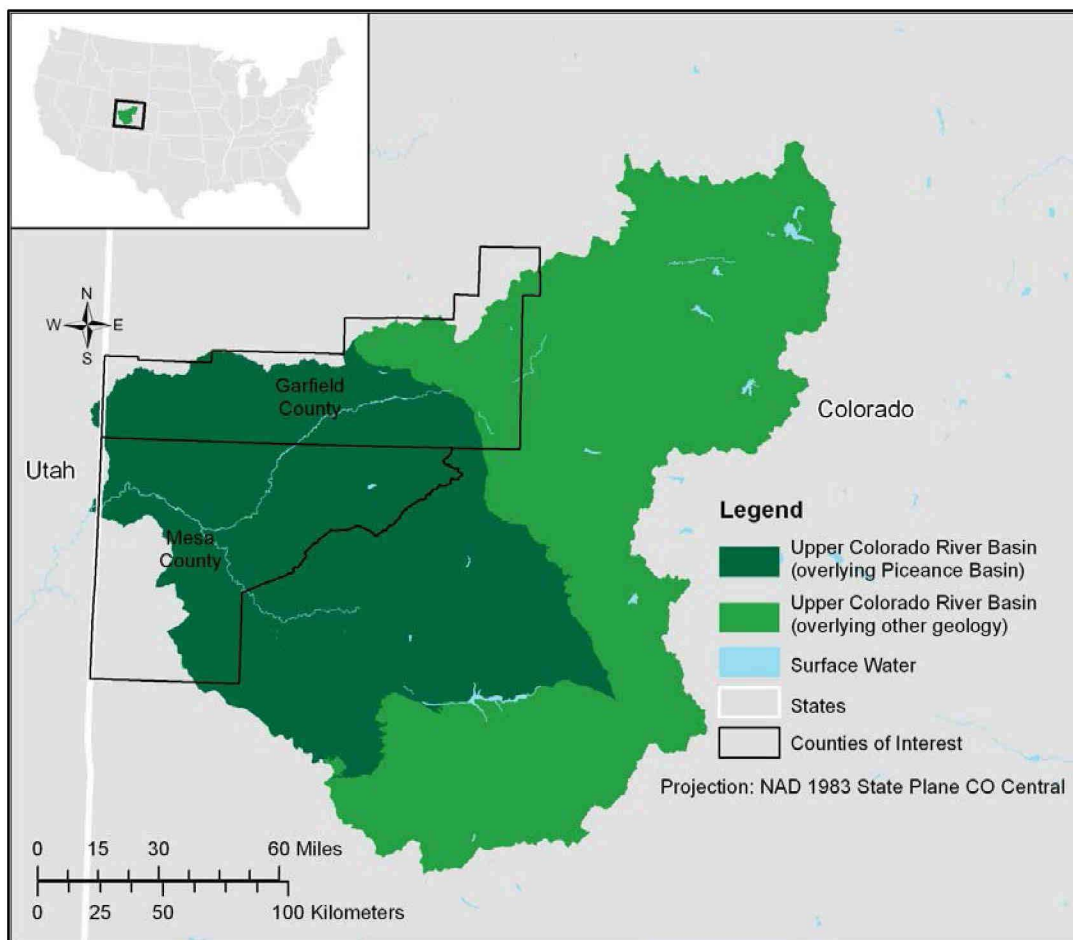 N
W E
S
Garfield
County
Colorado
Utah
Mesa
County
Legend
Upper Colorado River Basin
(overlying Piceance Basin)
Upper Colorado River Basin
(overlying other geology)
Surface Water
States
Counties of Interest
Projection: NAD 1983 State Plane CO Central
0 15 30 60 Miles
0 25 50 100 Kilometers